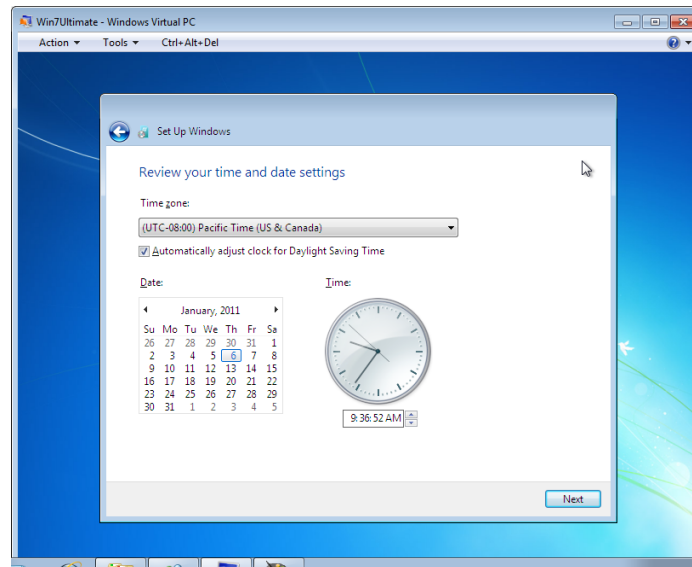 Win7Ultimate - Windows Virtual PC
Action Tools Ctrl+Alt+Del
Set Up Windows
Review your time and date settings
Time zone:
(UTC-08:00) Pacific Time (US & Canada)
Automatically adjust clock for Daylight Saving Time
Date: Time:
January, 2011
Su Mo Tu We Th Fr Sa
26 27 28 29 30 31 1
2 3 4 5 6 7 8
9 10 11 12 13 14 15
16 17 18 19 20 21 22
23 24 25 26 27 28 29
30 31 1 2 3 4 5
9:36:52 AM
Next